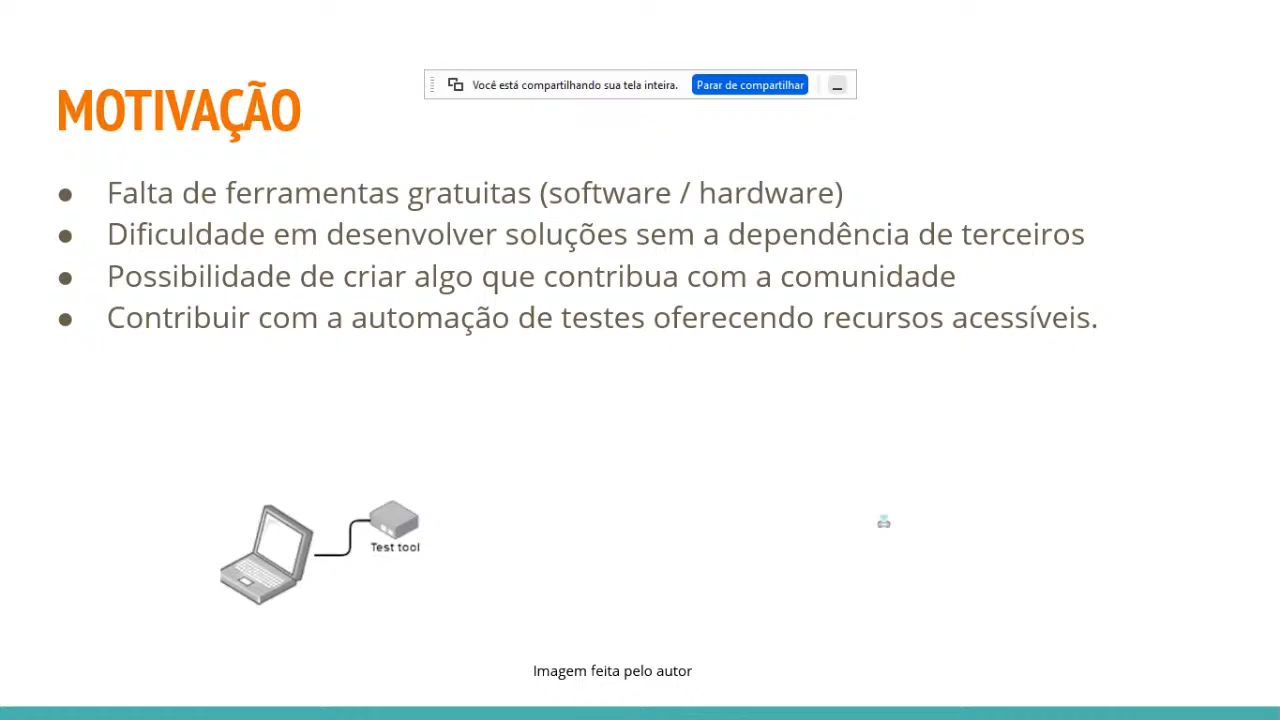 Você está compartilhando sua tela inteira. Parar de compartilhar
MOTIVAÇÃO
● Falta de ferramentas gratuitas (software / hardware)
● Dificuldade em desenvolver soluções sem a dependência de terceiros
● Possibilidade de criar algo que contribua com a comunidade
● Contribuir com a automação de testes oferecendo recursos acessíveis.
Test tool
Imagem feita pelo autor